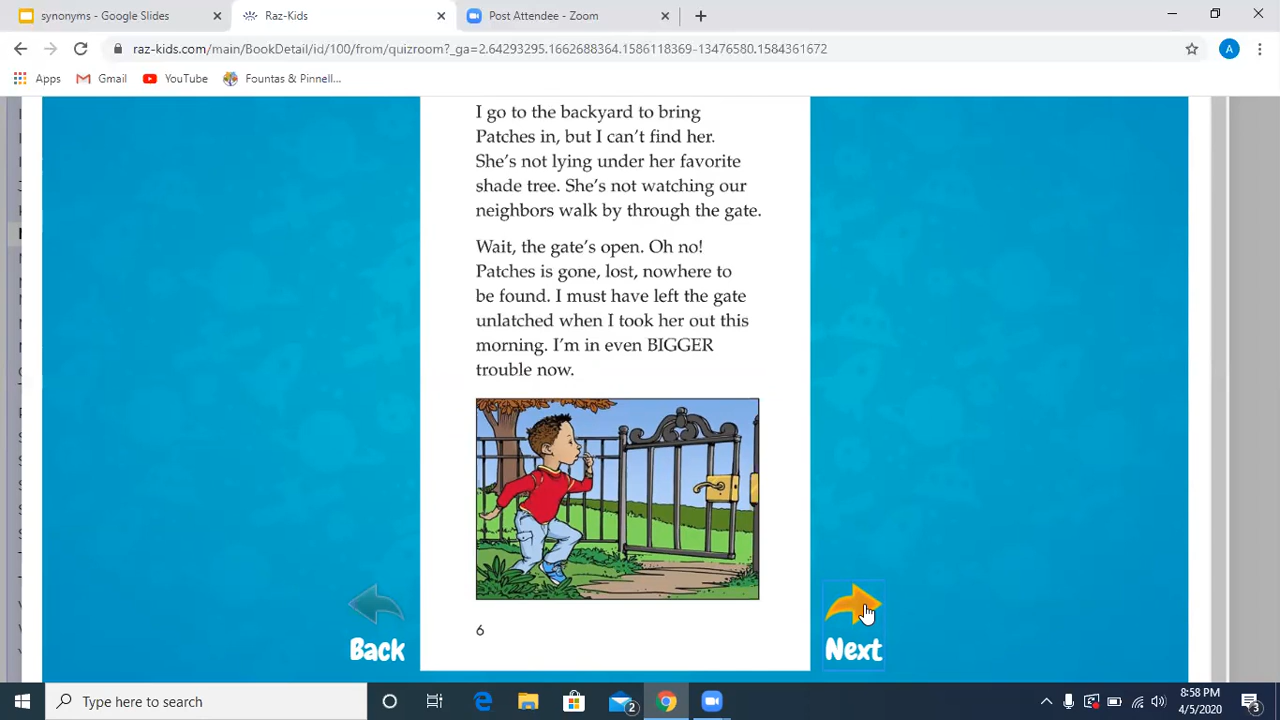 synonyms - Google Slides
Raz-Kids
Post Attendee - Zoom
raz-kids.com/main/BookDetail/id/100/from/quizroom?_ga=2.64293295.1662688364.1586118369-13476580.1584361672
A
Apps
Gmail
YouTube
Fountas & Pinnell...
I go to the backyard to bring
Patches in, but I can't find her.
She's not lying under her favorite
shade tree. She's not watching our
neighbors walk by through the gate.
Wait, the gate's open. Oh no!
Patches is gone, lost, nowhere to
be found. I must have left the gate
unlatched when I took her out this
morning. I'm in even BIGGER
trouble now.
6
Back
Next
Type here to search
2
8:58 PM
4/5/2020
3